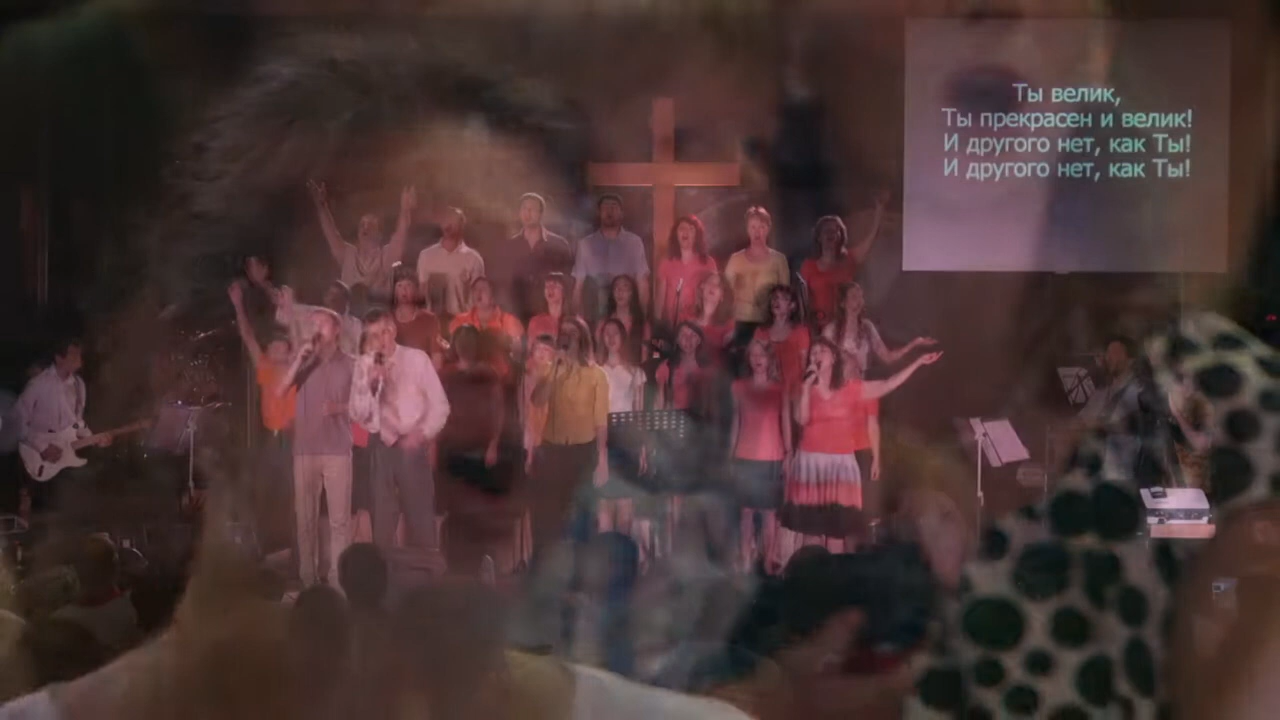 Ты велик,
Ты прекрасен и велик!
И другого нет, как Ты!
И другого нет, как Ты!